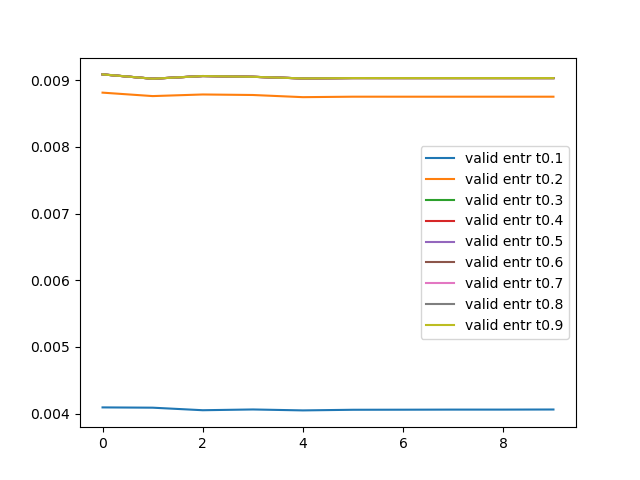 0.009
0.008
0.007
0.006
0.005
0.004
valid entr t0.1
valid entr t0.2
valid entr t0.3
valid entr t0.4
valid entr t0.5
valid entr t0.6
valid entr t0.7
valid entr t0.8
valid entr t0.9
0 2 4 6 8